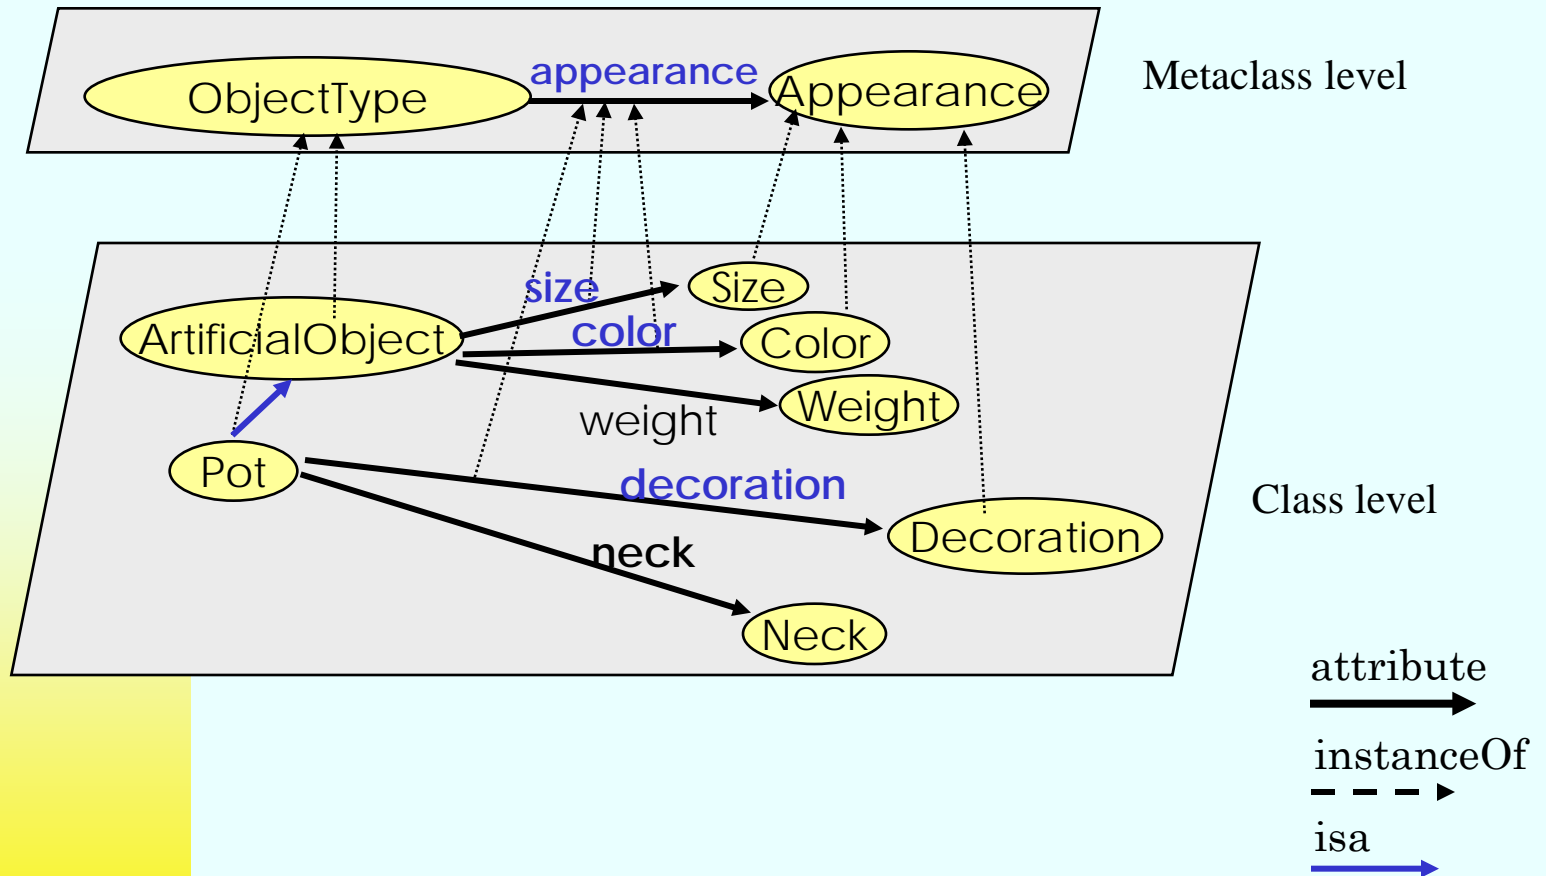 appearance
ObjectType
Appearance
Metaclass level
size
Size
color
Color
ArtificialObject
weight
Weight
Pot
decoration
Decoration
Class level
neck
Neck
attribute
instanceOf
isa